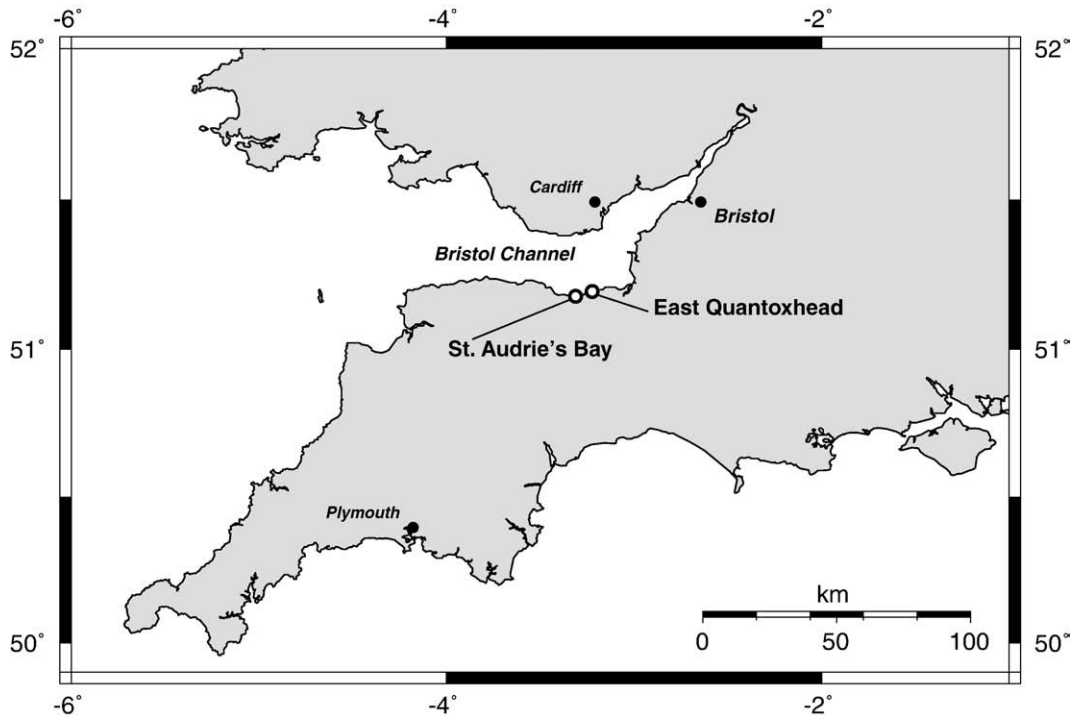 -6˚ -4˚ -2˚
52˚ 52˚
Cardiff
Bristol
Bristol Channel
East Quantoxhead
St. Audrie's Bay
51˚ 51˚
Plymouth
km
0 50 100
50˚ 50˚
-6˚ -4˚ -2˚